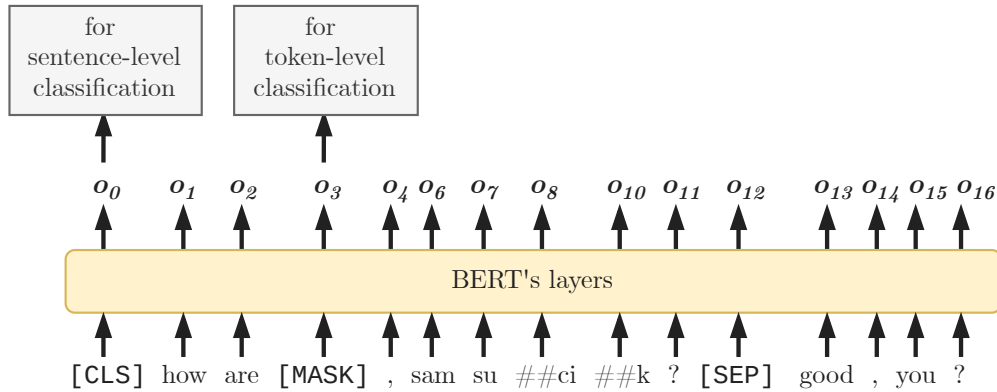 for
sentence-level
classification
for
token-level
classification
o0 o1 o2 o3 o4 o6 o7 o8 o10 o11 o12 o13 o14 o15 o16
BERT's layers
[CLS] how are [MASK] , sam su ##ci ##k ? [SEP] good , you ?